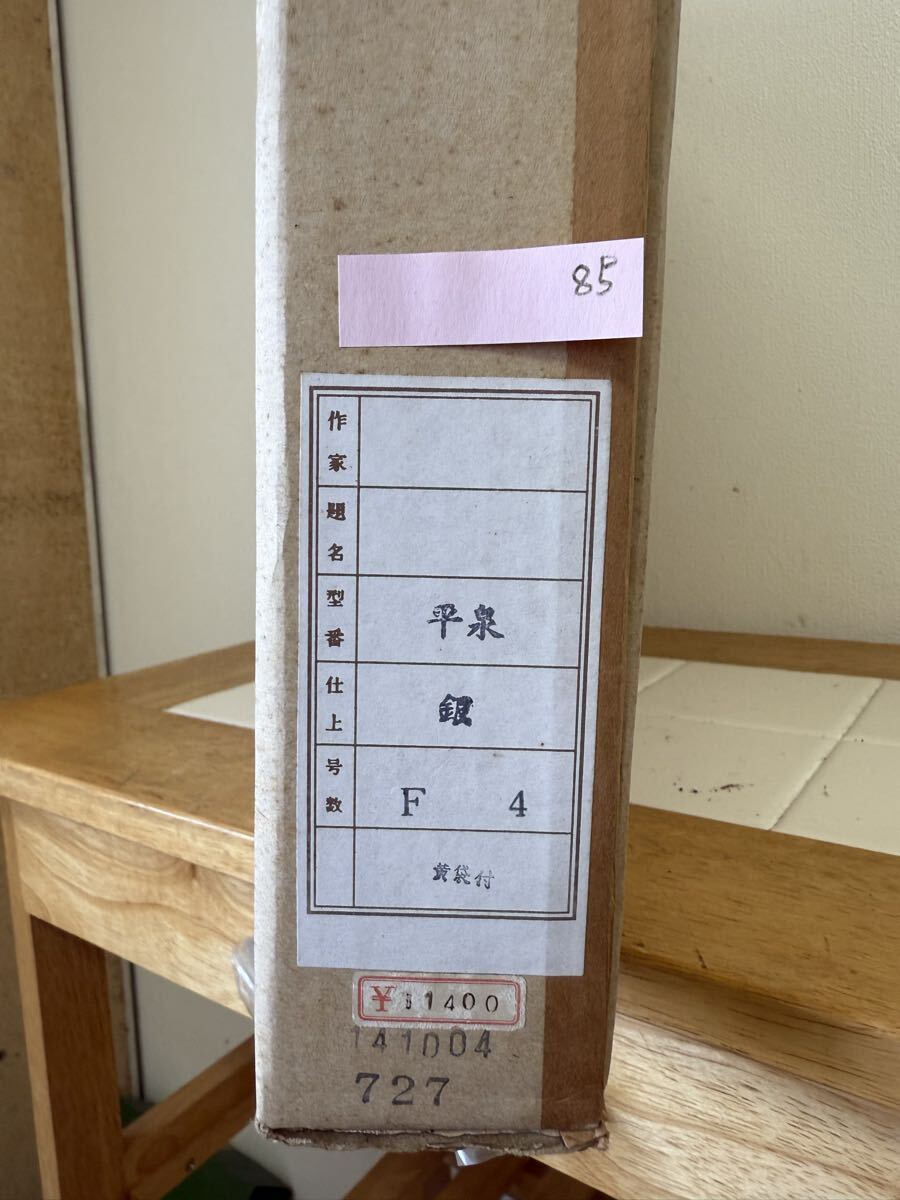 85
作家
題名
型番 平泉
仕上 銀
号数 F 4
黄袋付
¥11400
141004
727